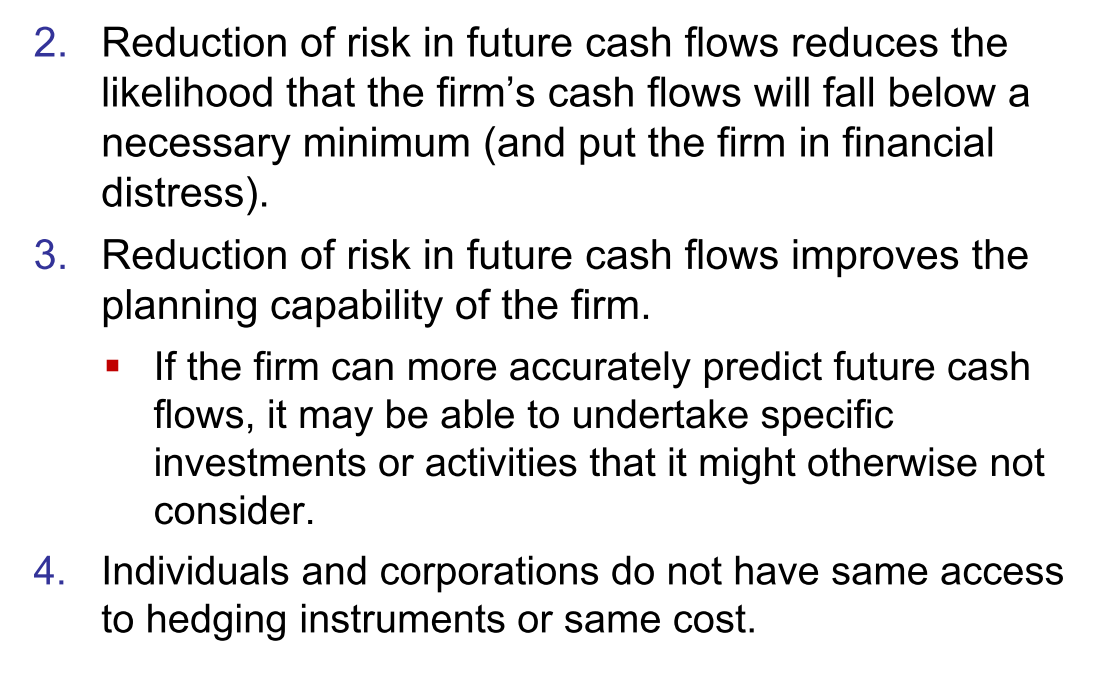 2. Reduction of risk in future cash flows reduces the
likelihood that the firm’s cash flows will fall below a
necessary minimum (and put the firm in financial
distress).
3. Reduction of risk in future cash flows improves the
planning capability of the firm.
▪ If the firm can more accurately predict future cash
flows, it may be able to undertake specific
investments or activities that it might otherwise not
consider.
4. Individuals and corporations do not have same access
to hedging instruments or same cost.